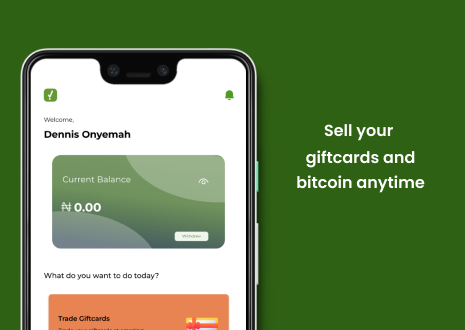 Welcome,
Dennis Onyemah
Current Balance
₦ 0.00
Withdraw
What do you want to do today?
Trade Giftcards
Sell your
giftcards and
bitcoin anytime